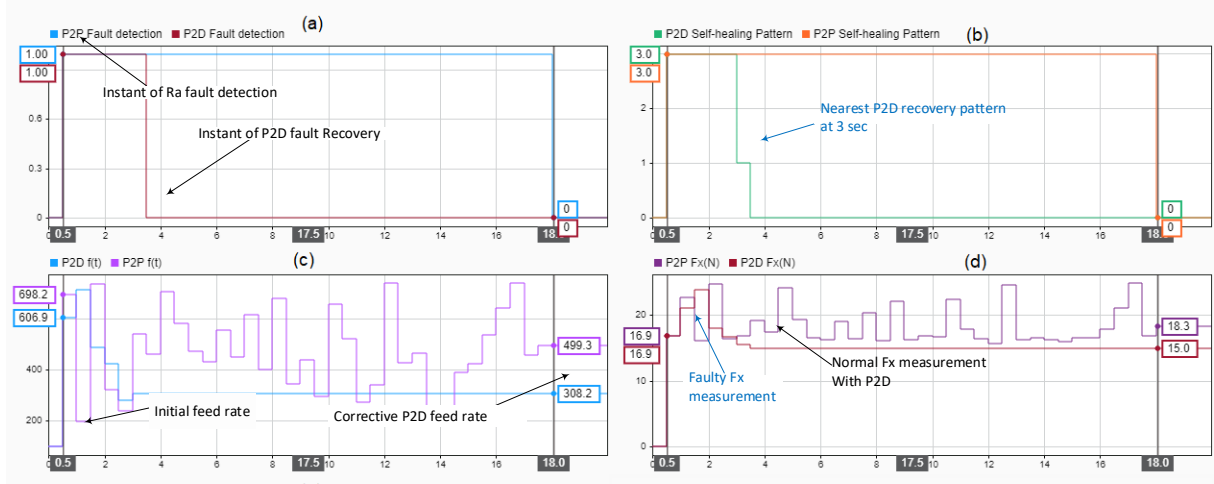 (a)
P2P Fault detection P2D Fault detection
1.00
1.00
Instant of Ra fault detection
0.6
Instant of P2D fault Recovery
0.3
0
0
0
0 0.5 2 4 6 8 17.5 10 12 14 16 18.0
(b)
P2D Self-healing Pattern P2P Self-healing Pattern
3.0
3.0
Nearest P2D recovery pattern
at 3 sec
2
1
0
0
0
0 0.5 2 4 6 8 17.5 10 12 14 16 18.0
(c)
P2D f(t) P2P f(t)
698.2
606.9
499.3
400
308.2
Initial feed rate
Corrective P2D feed rate
200
0.5 2 4 6 8 17.5 10 12 14 16 18.0
(d)
P2P Fx(N) P2D Fx(N)
20
16.9
16.9
18.3
15.0
Normal Fx measurement
With P2D
Faulty Fx
measurement
10
0
0.5 2 4 6 8 17.5 10 12 14 16 18.0